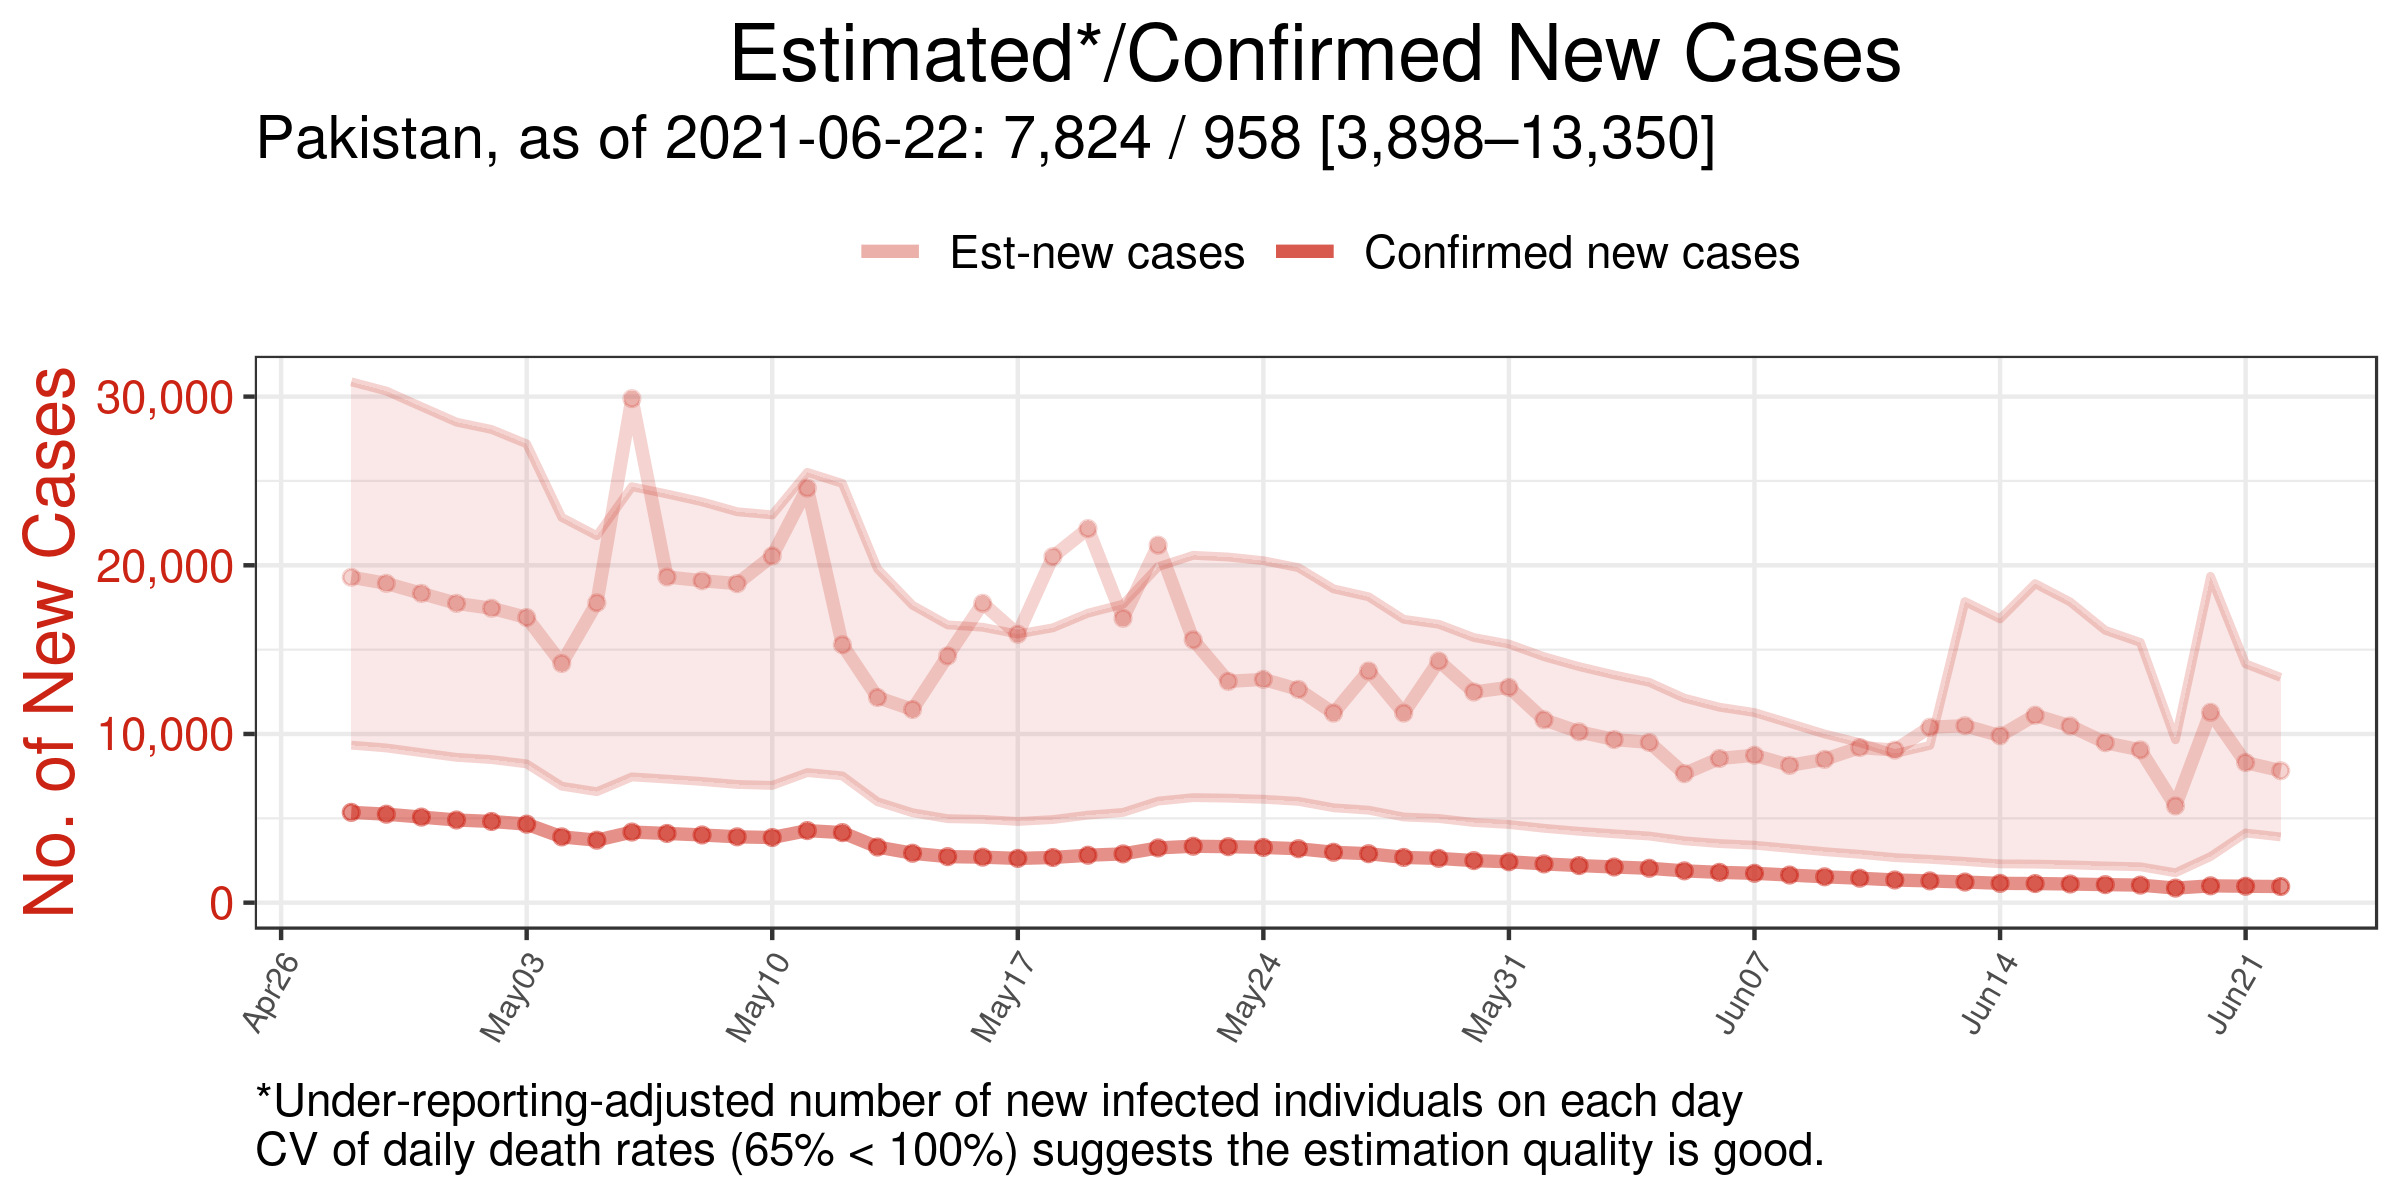 Estimated*/Confirmed New Cases
Pakistan, as of 2021-06-22: 7,824 / 958 [3,898–13,350]
Est-new cases
Confirmed new cases
No. of New Cases
30,000
20,000
10,000
0
Apr26
May03
May10
May17
May24
May31
Jun07
Jun14
Jun21
*Under-reporting-adjusted number of new infected individuals on each day
CV of daily death rates (65% < 100%) suggests the estimation quality is good.